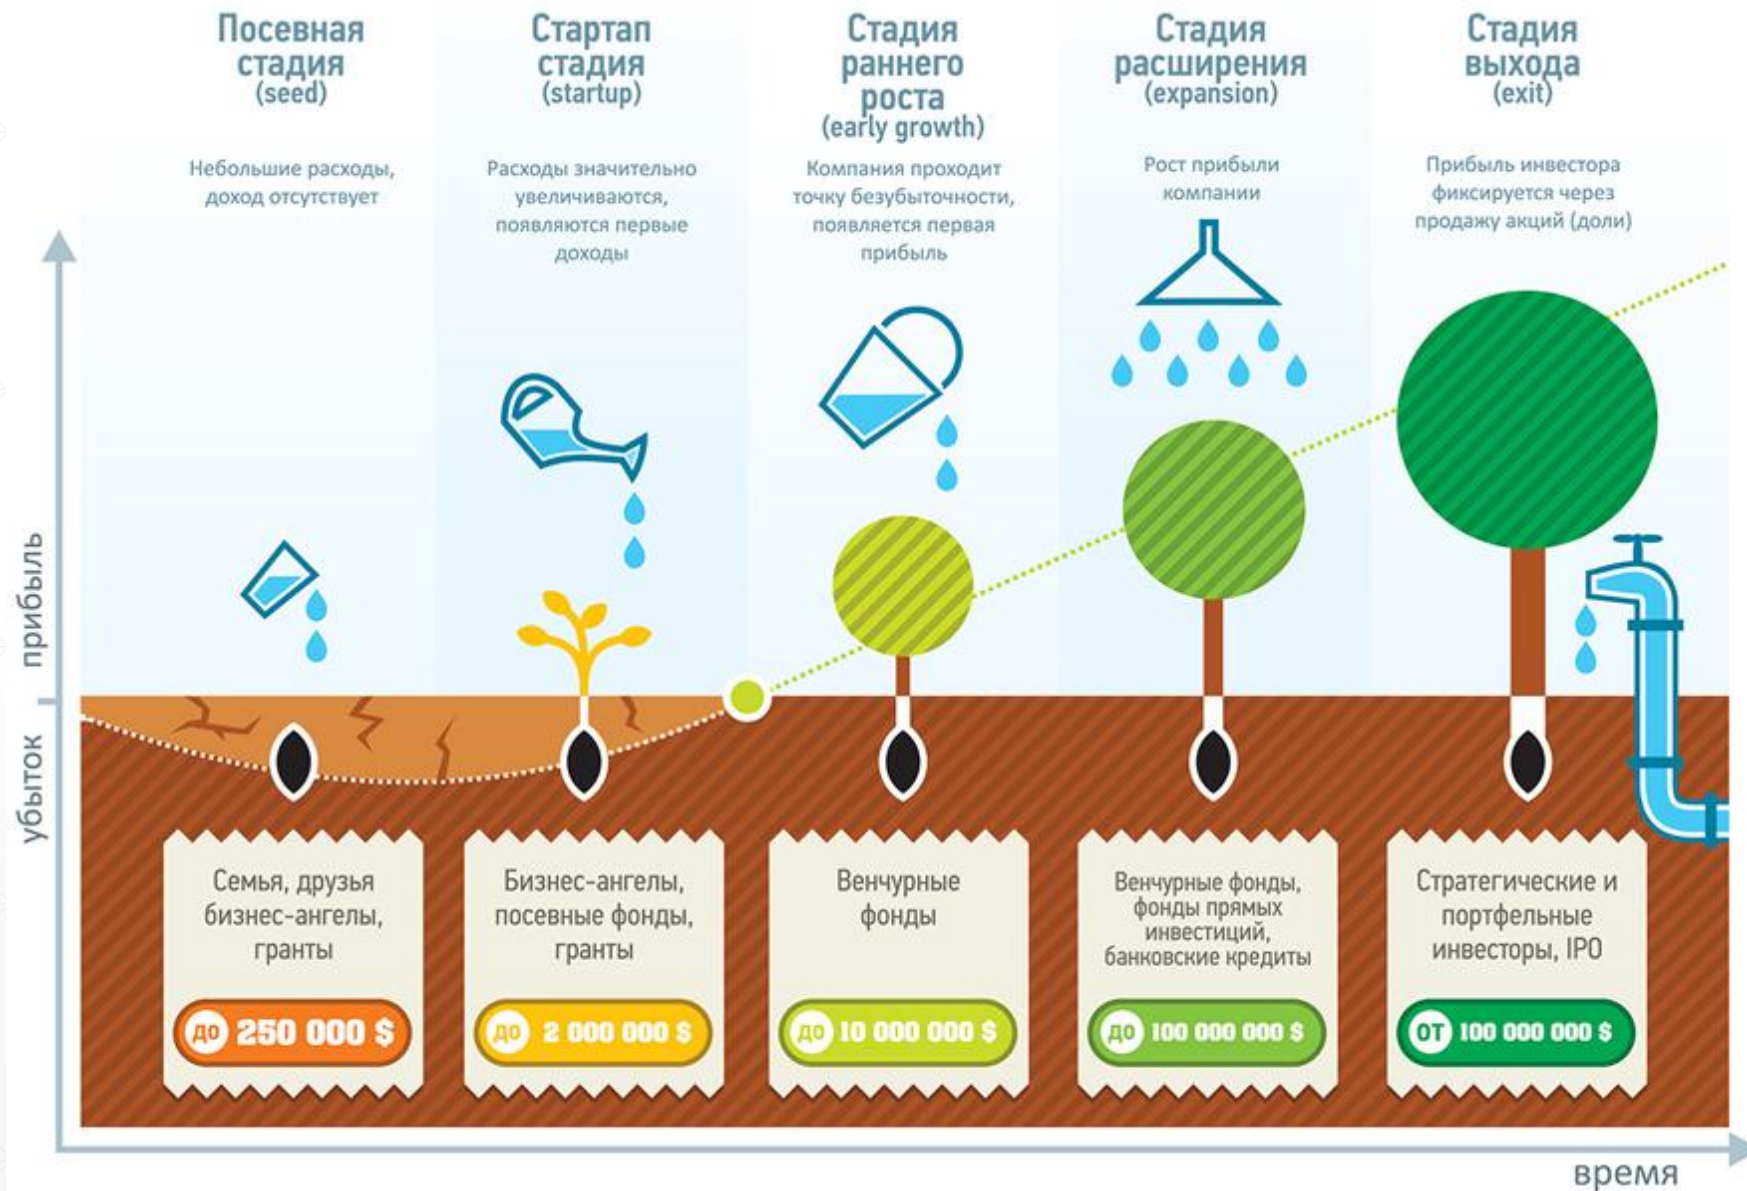 Посевная
стадия
(seed)
Небольшие расходы,
доход отсутствует
Стартап
стадия
(startup)
Расходы значительно
увеличиваются,
появляются первые
доходы
Стадия
раннего
роста
(early growth)
Компания проходит
точку безубыточности,
появляется первая
прибыль
Стадия
расширения
(expansion)
Рост прибыли
компании
Стадия
выхода
(exit)
Прибыль инвестора
фиксируется через
продажу акций (доли)
прибыль
убыток
Семья, друзья
бизнес-ангелы,
гранты
до 250 000 $
Бизнес-ангелы,
посевные фонды,
гранты
до 2 000 000 $
Венчурные
фонды
до 10 000 000 $
Венчурные фонды,
фонды прямых
инвестиций,
банковские кредиты
до 100 000 000 $
Стратегические и
портфельные
инвесторы, IPO
от 100 000 000 $
время